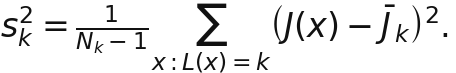 $s_k^2 = \frac{1}{N_k - 1} \sum_{x : L(x) = k} \left( J(x) - \bar{J}_k \right)^2.$